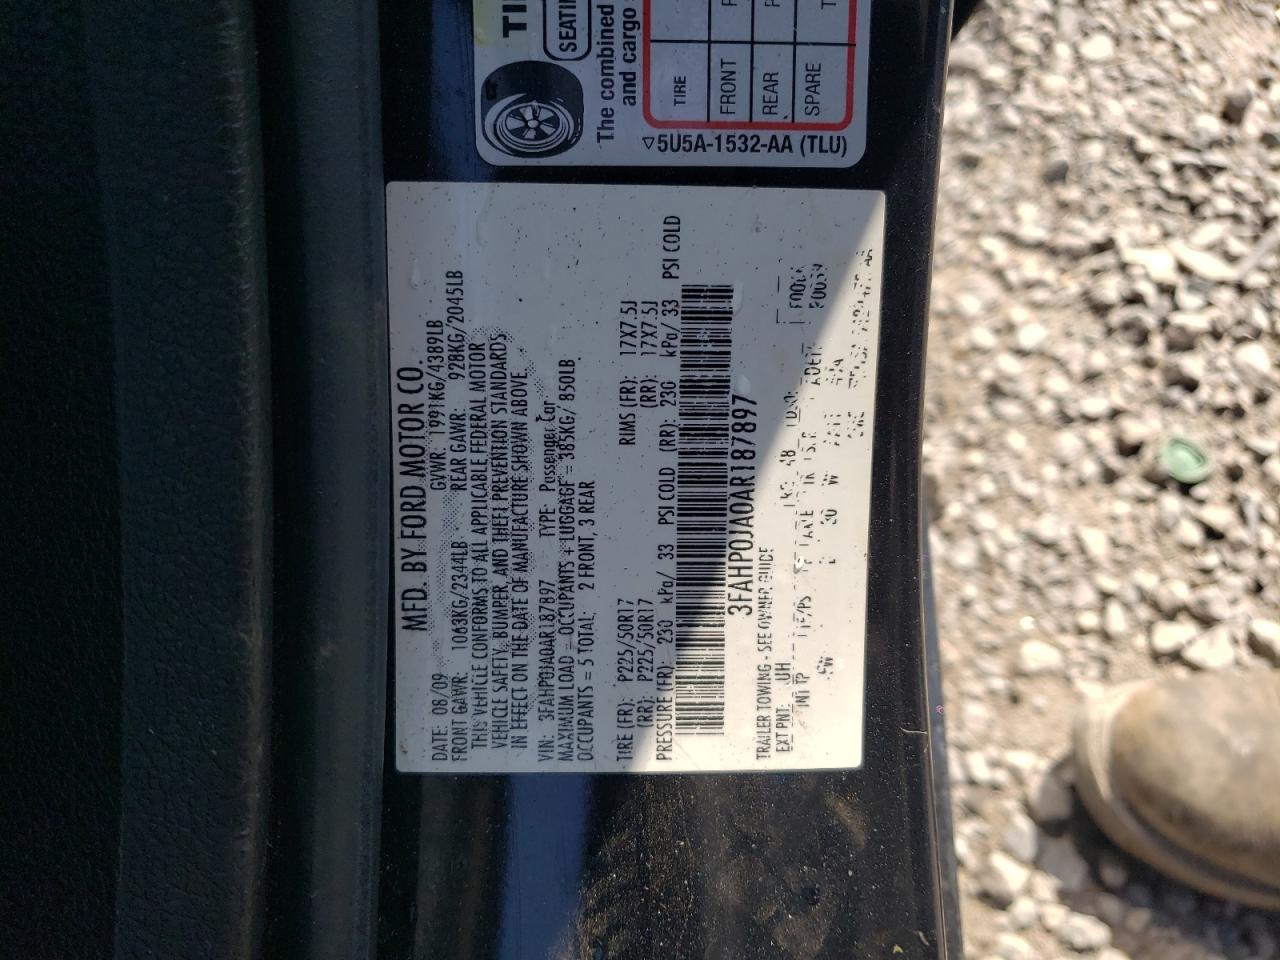 TI
SEATIN
The combined
and cargo
TIRE
FRONT
REAR
SPARE
5U5A-1532-AA (TLU)
MFD. BY FORD MOTOR CO.
DATE: 08/09 GVWR: 1991KG/4389LB
FRONT GAWR: 1063KG/2344LB REAR GAWR: 928KG/2045LB
THIS VEHICLE CONFORMS TO ALL APPLICABLE FEDERAL MOTOR
VEHICLE SAFETY, BUMPER, AND THEFT PREVENTION STANDARDS
IN EFFECT ON THE DATE OF MANUFACTURE SHOWN ABOVE.
VIN: 3FAHP0JA0AR187897 TYPE: Passenger Car
MAXIMUM LOAD = OCCUPANTS + LUGGAGE = 385KG/ 850LB
OCCUPANTS = 5 TOTAL: 2 FRONT, 3 REAR
TIRE (FR): P225/50R17 RIMS (FR): 17X7.5J
(RR): P225/50R17 (RR): 17X7.5J
PRESSURE (FR): 230 kPa/ 33 PSI COLD (RR): 230 kPa/ 33 PSI COLD
3FAHP0JA0AR187897
TRAILER TOWING - SEE OWNER GUIDE
EXT PNT: UH